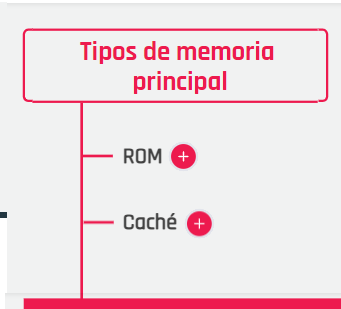 Tipos de memoria
principal
ROM +
Caché +